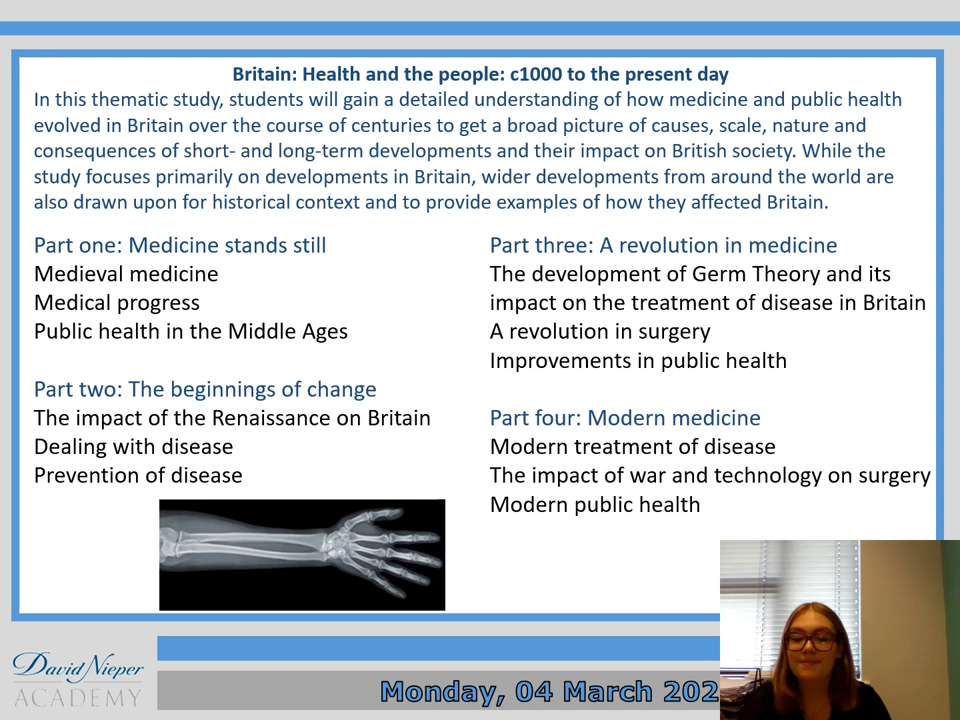 Britain: Health and the people: c1000 to the present day
In this thematic study, students will gain a detailed understanding of how medicine and public health
evolved in Britain over the course of centuries to get a broad picture of causes, scale, nature and
consequences of short- and long-term developments and their impact on British society. While the
study focuses primarily on developments in Britain, wider developments from around the world are
also drawn upon for historical context and to provide examples of how they affected Britain.
Part one: Medicine stands still
Medieval medicine
Medical progress
Public health in the Middle Ages
Part two: The beginnings of change
The impact of the Renaissance on Britain
Dealing with disease
Prevention of disease
Part three: A revolution in medicine
The development of Germ Theory and its
impact on the treatment of disease in Britain
A revolution in surgery
Improvements in public health
Part four: Modern medicine
Modern treatment of disease
The impact of war and technology on surgery
Modern public health
David Nieper
ACADEMY
Monday, 04 March 202